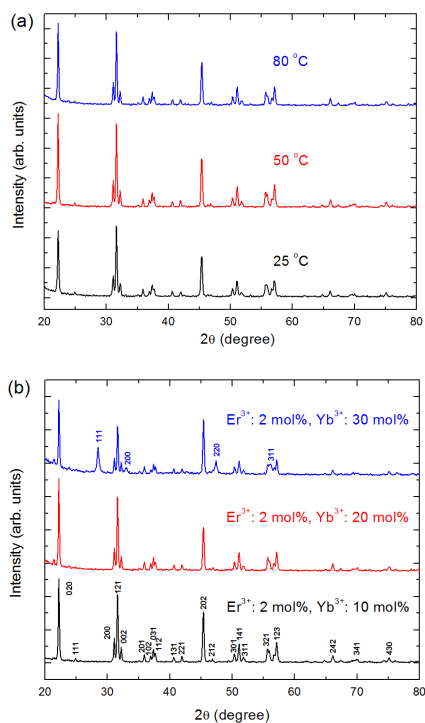 (a)
80 °C
50 °C
25 °C
Intensity (arb. units)
20 30 40 50 60 70 80
2θ (degree)
(b)
111
200
220
311
Er³⁺: 2 mol%, Yb³⁺: 30 mol%
Er³⁺: 2 mol%, Yb³⁺: 20 mol%
Er³⁺: 2 mol%, Yb³⁺: 10 mol%
Intensity (arb. units)
020
111
200
121
002
201
102
031
112
131
221
202
212
301
141
311
321
123
242
341
430
20 30 40 50 60 70 80
2θ (degree)